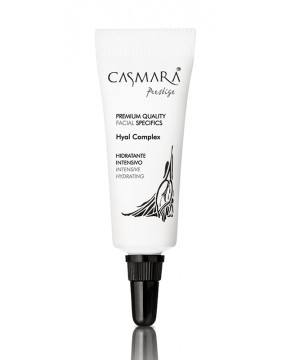 CASMARA
Prestige
PREMIUM QUALITY
FACIAL SPECIFICS
Hyal Complex
HIDRATANTE
INTENSIVO
INTENSIVE
HYDRATING